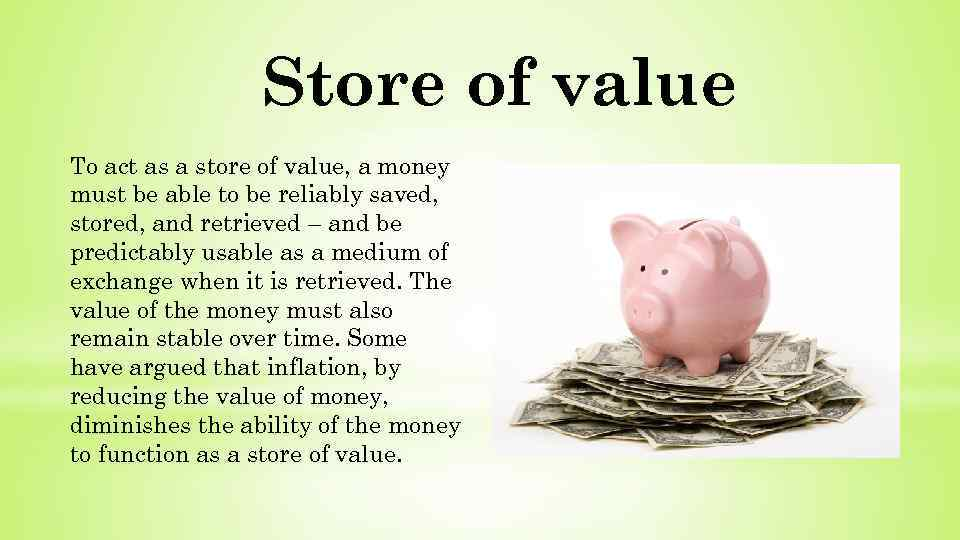 Store of value
To act as a store of value, a money
must be able to be reliably saved,
stored, and retrieved – and be
predictably usable as a medium of
exchange when it is retrieved. The
value of the money must also
remain stable over time. Some
have argued that inflation, by
reducing the value of money,
diminishes the ability of the money
to function as a store of value.